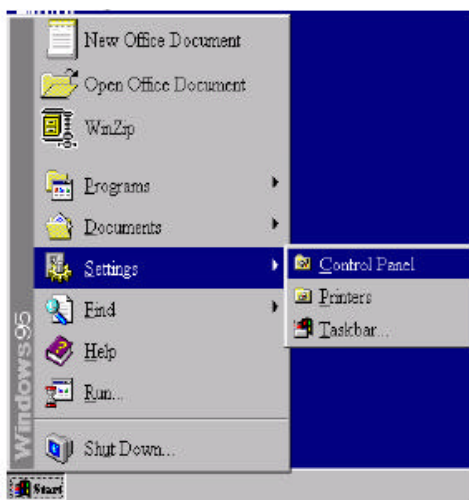 New Office Document
Open Office Document
WinZip
Programs
Documents
Settings
Control Panel
Printers
Taskbar...
Find
Help
Run...
Shut Down...
Windows95
Start